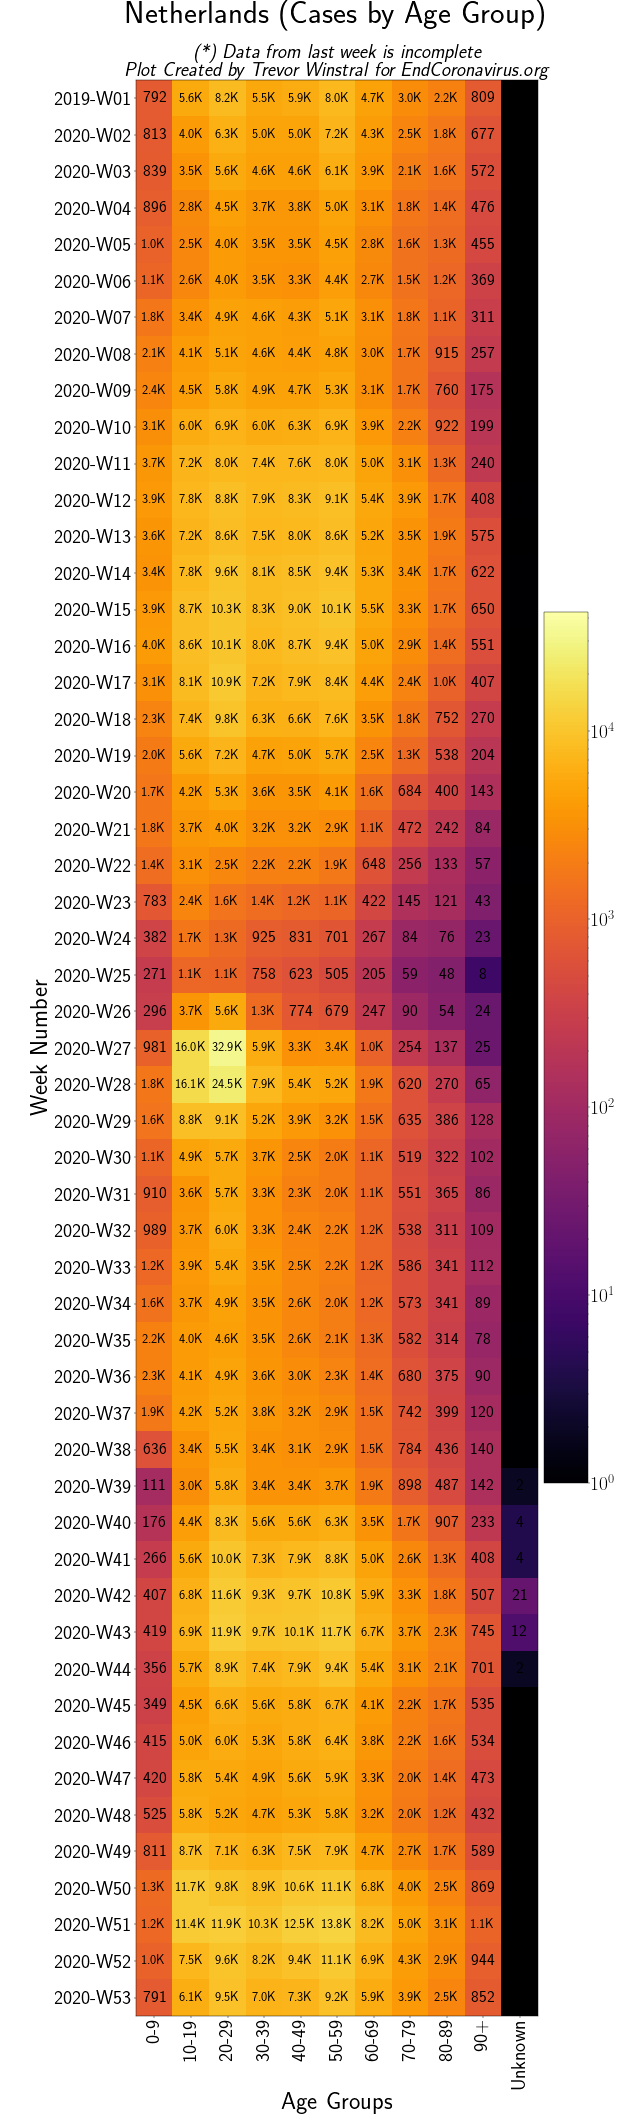 Netherlands (Cases by Age Group)
(*) Data from last week is incomplete
Plot Created by Trevor Winstral for EndCoronavirus.org
2019-W01 792 5.6K 8.2K 5.5K 5.9K 8.0K 4.7K 3.0K 2.2K 809
2020-W02 813 4.0K 6.3K 5.0K 5.0K 7.2K 4.3K 2.5K 1.8K 677
2020-W03 839 3.5K 5.6K 4.6K 4.6K 6.1K 3.9K 2.1K 1.6K 572
2020-W04 896 2.8K 4.5K 3.7K 3.8K 5.0K 3.1K 1.8K 1.4K 476
2020-W05 1.0K 2.5K 4.0K 3.5K 3.5K 4.5K 2.8K 1.6K 1.3K 455
2020-W06 1.1K 2.6K 4.0K 3.5K 3.3K 4.4K 2.7K 1.5K 1.2K 369
2020-W07 1.8K 3.4K 4.9K 4.6K 4.3K 5.1K 3.1K 1.8K 1.1K 311
2020-W08 2.1K 4.1K 5.1K 4.6K 4.4K 4.8K 3.0K 1.7K 915 257
2020-W09 2.4K 4.5K 5.8K 4.9K 4.7K 5.3K 3.1K 1.7K 760 175
2020-W10 3.1K 6.0K 6.9K 6.0K 6.3K 6.9K 3.9K 2.2K 922 199
2020-W11 3.7K 7.2K 8.0K 7.4K 7.6K 8.0K 5.0K 3.1K 1.3K 240
2020-W12 3.9K 7.8K 8.8K 7.9K 8.3K 9.1K 5.4K 3.9K 1.7K 408
2020-W13 3.6K 7.2K 8.6K 7.5K 8.0K 8.6K 5.2K 3.5K 1.9K 575
2020-W14 3.4K 7.8K 9.6K 8.1K 8.5K 9.4K 5.3K 3.4K 1.7K 622
2020-W15 3.9K 8.7K 10.3K 8.3K 9.0K 10.1K 5.5K 3.3K 1.7K 650
2020-W16 4.0K 8.6K 10.1K 8.0K 8.7K 9.4K 5.0K 2.9K 1.4K 551
2020-W17 3.1K 8.1K 10.9K 7.2K 7.9K 8.4K 4.4K 2.4K 1.0K 407
2020-W18 2.3K 7.4K 9.8K 6.3K 6.6K 7.6K 3.5K 1.8K 752 270
2020-W19 2.0K 5.6K 7.2K 4.7K 5.0K 5.7K 2.5K 1.3K 538 204
2020-W20 1.7K 4.2K 5.3K 3.6K 3.5K 4.1K 1.6K 684 400 143
2020-W21 1.8K 3.7K 4.0K 3.2K 3.2K 2.9K 1.1K 472 242 84
2020-W22 1.4K 3.1K 2.5K 2.2K 2.2K 1.9K 648 256 133 57
2020-W23 783 2.4K 1.6K 1.4K 1.2K 1.1K 422 145 121 43
2020-W24 382 1.7K 1.3K 925 831 701 267 84 76 23
2020-W25 271 1.1K 1.1K 758 623 505 205 59 48 8
2020-W26 296 3.7K 5.6K 1.3K 774 679 247 90 54 24
2020-W27 981 16.0K 32.9K 5.9K 3.3K 3.4K 1.0K 254 137 25
2020-W28 1.8K 16.1K 24.5K 7.9K 5.4K 5.2K 1.9K 620 270 65
2020-W29 1.6K 8.8K 9.1K 5.2K 3.9K 3.2K 1.5K 635 386 128
2020-W30 1.1K 4.9K 5.7K 3.7K 2.5K 2.0K 1.1K 519 322 102
2020-W31 910 3.6K 5.7K 3.3K 2.3K 2.0K 1.1K 551 365 86
2020-W32 989 3.7K 6.0K 3.3K 2.4K 2.2K 1.2K 538 311 109
2020-W33 1.2K 3.9K 5.4K 3.5K 2.5K 2.2K 1.2K 586 341 112
2020-W34 1.6K 3.7K 4.9K 3.5K 2.6K 2.0K 1.2K 573 341 89
2020-W35 2.2K 4.0K 4.6K 3.5K 2.6K 2.1K 1.3K 582 314 78
2020-W36 2.3K 4.1K 4.9K 3.6K 3.0K 2.3K 1.4K 680 375 90
2020-W37 1.9K 4.2K 5.2K 3.8K 3.2K 2.9K 1.5K 742 399 120
2020-W38 636 3.4K 5.5K 3.4K 3.1K 2.9K 1.5K 784 436 140
2020-W39 111 3.0K 5.8K 3.4K 3.4K 3.7K 1.9K 898 487 142 2
2020-W40 176 4.4K 8.3K 5.6K 5.6K 6.3K 3.5K 1.7K 907 233 4
2020-W41 266 5.6K 10.0K 7.3K 7.9K 8.8K 5.0K 2.6K 1.3K 408 4
2020-W42 407 6.8K 11.6K 9.3K 9.7K 10.8K 5.9K 3.3K 1.8K 507 21
2020-W43 419 6.9K 11.9K 9.7K 10.1K 11.7K 6.7K 3.7K 2.3K 745 12
2020-W44 356 5.7K 8.9K 7.4K 7.9K 9.4K 5.4K 3.1K 2.1K 701 2
2020-W45 349 4.5K 6.6K 5.6K 5.8K 6.7K 4.1K 2.2K 1.7K 535
2020-W46 415 5.0K 6.0K 5.3K 5.8K 6.4K 3.8K 2.2K 1.6K 534
2020-W47 420 5.8K 5.4K 4.9K 5.6K 5.9K 3.3K 2.0K 1.4K 473
2020-W48 525 5.8K 5.2K 4.7K 5.3K 5.8K 3.2K 2.0K 1.2K 432
2020-W49 811 8.7K 7.1K 6.3K 7.5K 7.9K 4.7K 2.7K 1.7K 589
2020-W50 1.3K 11.7K 9.8K 8.9K 10.6K 11.1K 6.8K 4.0K 2.5K 869
2020-W51 1.2K 11.4K 11.9K 10.3K 12.5K 13.8K 8.2K 5.0K 3.1K 1.1K
2020-W52 1.0K 7.5K 9.6K 8.2K 9.4K 11.1K 6.9K 4.3K 2.9K 944
2020-W53 791 6.1K 9.5K 7.0K 7.3K 9.2K 5.9K 3.9K 2.5K 852
0-9 10-19 20-29 30-39 40-49 50-59 60-69 70-79 80-89 90+ Unknown
Age Groups
Week Number
10⁴
10³
10²
10¹
10⁰